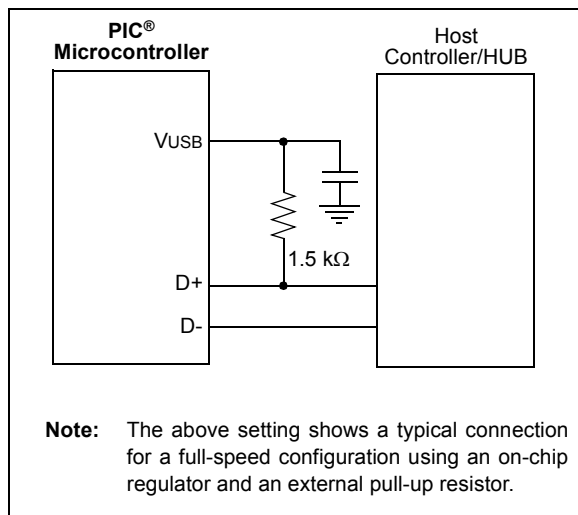 PIC®
Microcontroller
Host
Controller/HUB
VUSB
1.5 kΩ
D+
D-
Note: The above setting shows a typical connection
for a full-speed configuration using an on-chip
regulator and an external pull-up resistor.